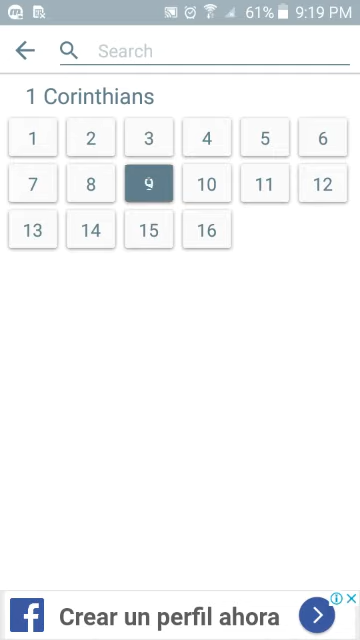 61% 9:19 PM
Search
1 Corinthians
1 2 3 4 5 6
7 8 9 10 11 12
13 14 15 16
Crear un perfil ahora